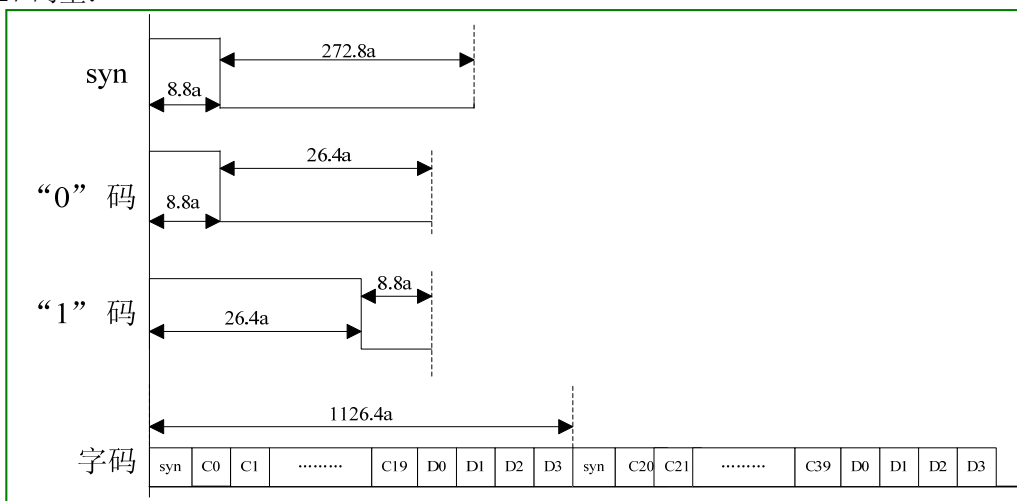 272.8a
syn
8.8a
26.4a
“0” 码
8.8a
8.8a
“1” 码
26.4a
1126.4a
字码 syn C0 C1 ……… C19 D0 D1 D2 D3 syn C20 C21 ……… C39 D0 D1 D2 D3